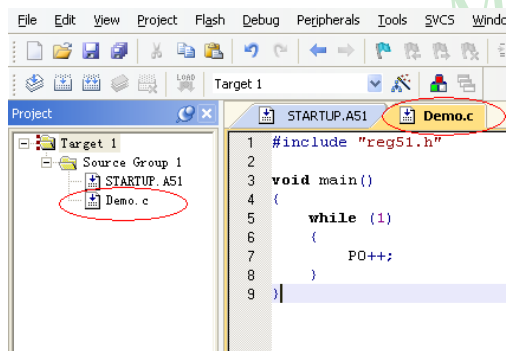 File Edit View Project Flash Debug Peripherals Tools SVCS Windo
Target 1
Project
STARTUP.A51 Demo.c
Target 1
Source Group 1
STARTUP.A51
Demo.c
1 #include "reg51.h"
2
3 void main()
4 {
5 while (1)
6 {
7 P0++;
8 }
9 }